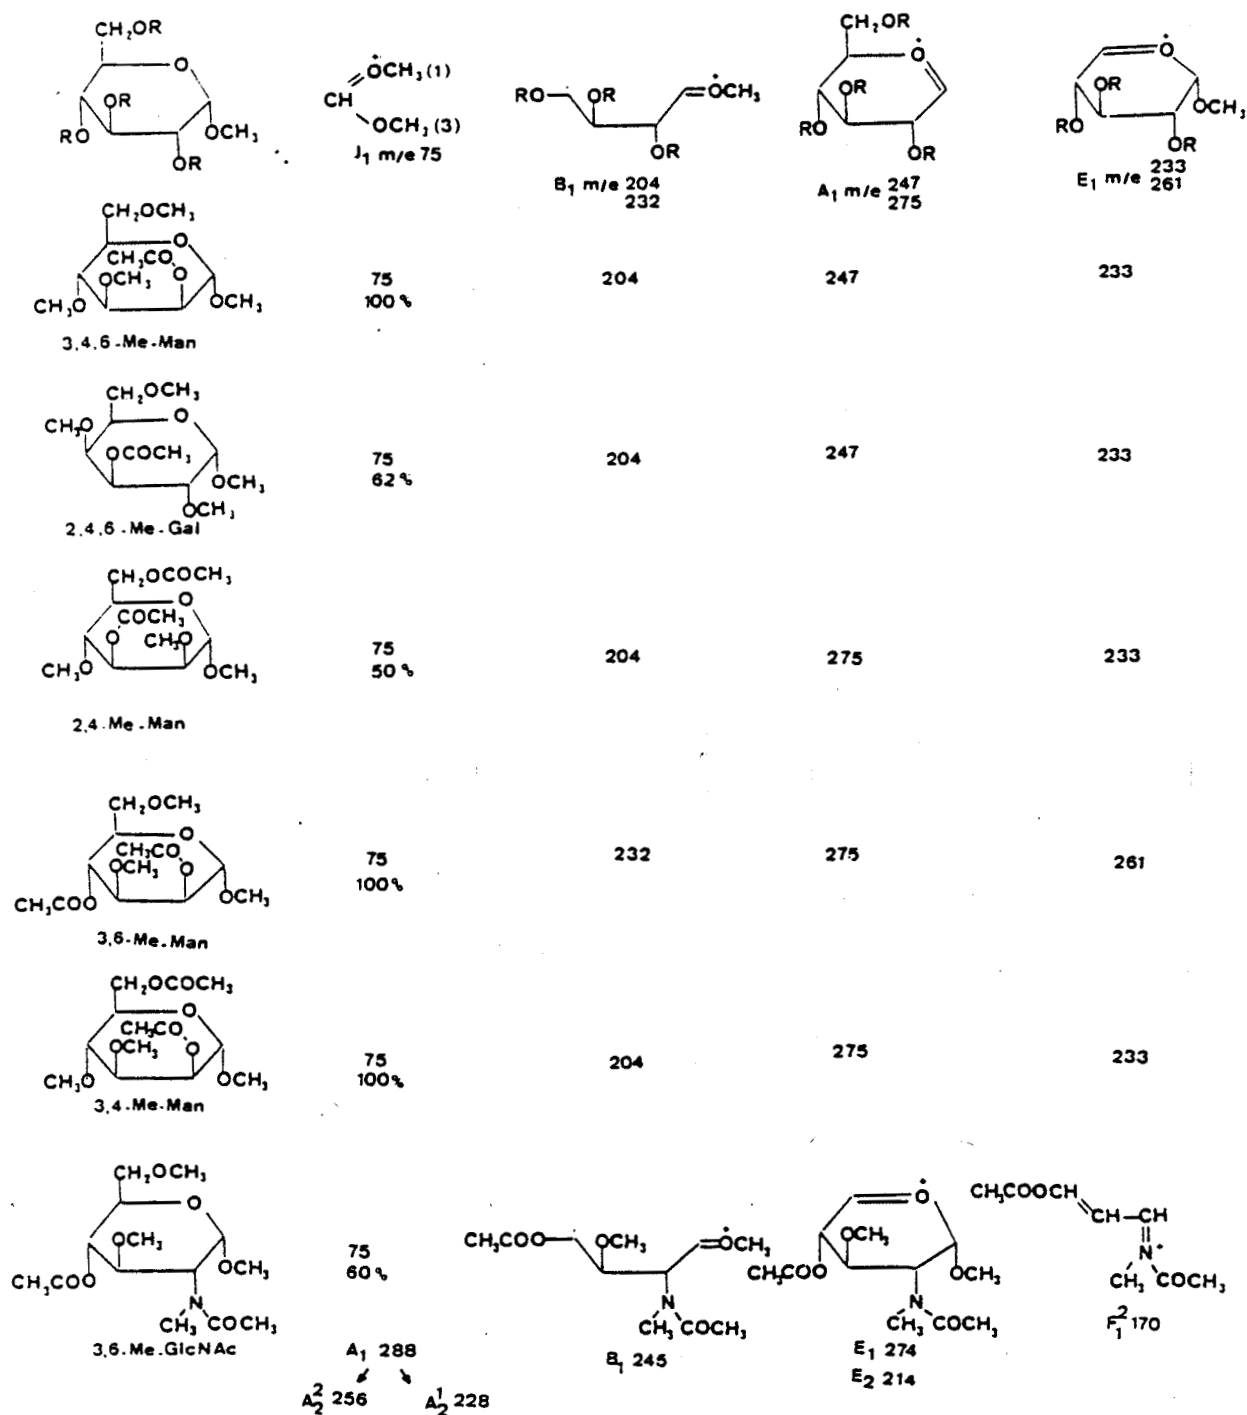 CH₂OR
O
OR
RO
OR
OCH₃
CH
O⁺CH₃(1)
OCH₃(3)
J₁ m/e 75
RO
OR
OR
O⁺CH₃
B₁ m/e 204
232
CH₂OR
O⁺
OR
RO
OR
A₁ m/e 247
275
O⁺
OR
RO
OR
OCH₃
E₁ m/e 233
261
CH₂OCH₃
O
CH₃CO
O
OCH₃
CH₃O
OCH₃
3,4,6-Me-Man
75
100%
204
247
233
CH₂OCH₃
CH₃O
O
OCOCH₃
OCH₃
OCH₃
2,4,6-Me-Gal
75
62%
204
247
233
CH₂OCOCH₃
O
COCH₃
O
CH₃O
CH₃O
OCH₃
2,4-Me-Man
75
50%
204
275
233
CH₂OCH₃
O
CH₃CO
O
OCH₃
CH₃COO
OCH₃
3,6-Me-Man
75
100%
232
275
261
CH₂OCOCH₃
O
CH₃CO
O
OCH₃
CH₃O
OCH₃
3,4-Me-Man
75
100%
204
275
233
CH₂OCH₃
O
OCH₃
CH₃COO
OCH₃
N
CH₃ COCH₃
3,6-Me-GlcNAc
75
60%
A₁ 288
A₂² 256
A₂¹ 228
CH₃COO
OCH₃
O⁺CH₃
N
CH₃ COCH₃
B₁ 245
O⁺
OCH₃
CH₃COO
OCH₃
N
CH₃ COCH₃
E₁ 274
E₂ 214
CH₃COOCH
CH-CH
N⁺
CH₃ COCH₃
F₁² 170